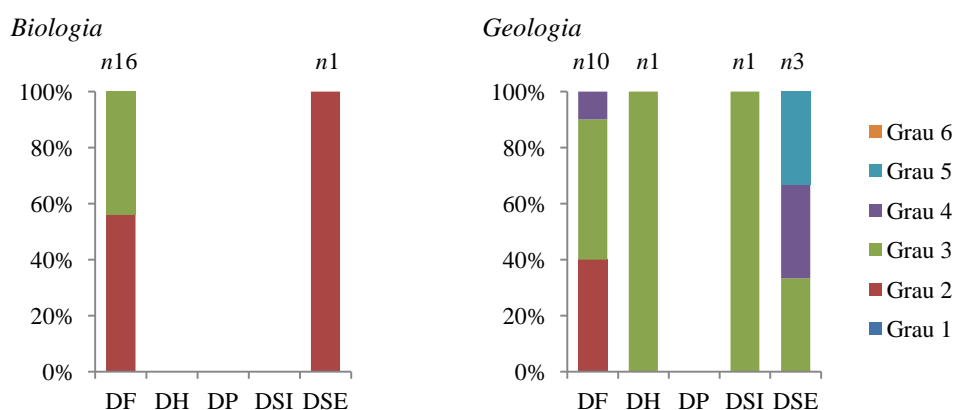 Biologia
n16 n1
100%
80%
60%
40%
20%
0%
DF DH DP DSI DSE
Geologia
n10 n1 n1 n3
100%
80%
60%
40%
20%
0%
DF DH DP DSI DSE
Grau 6
Grau 5
Grau 4
Grau 3
Grau 2
Grau 1